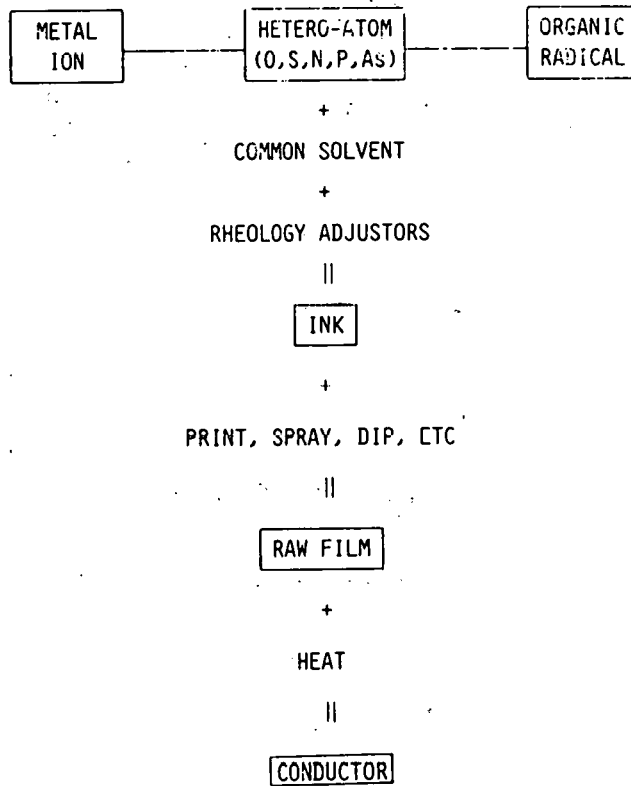 METAL
ION
HETERO-ATOM
(O,S,N,P,As)
ORGANIC
RADICAL
+
COMMON SOLVENT
+
RHEOLOGY ADJUSTORS
||
INK
+
PRINT, SPRAY, DIP, ETC
||
RAW FILM
+
HEAT
||
CONDUCTOR